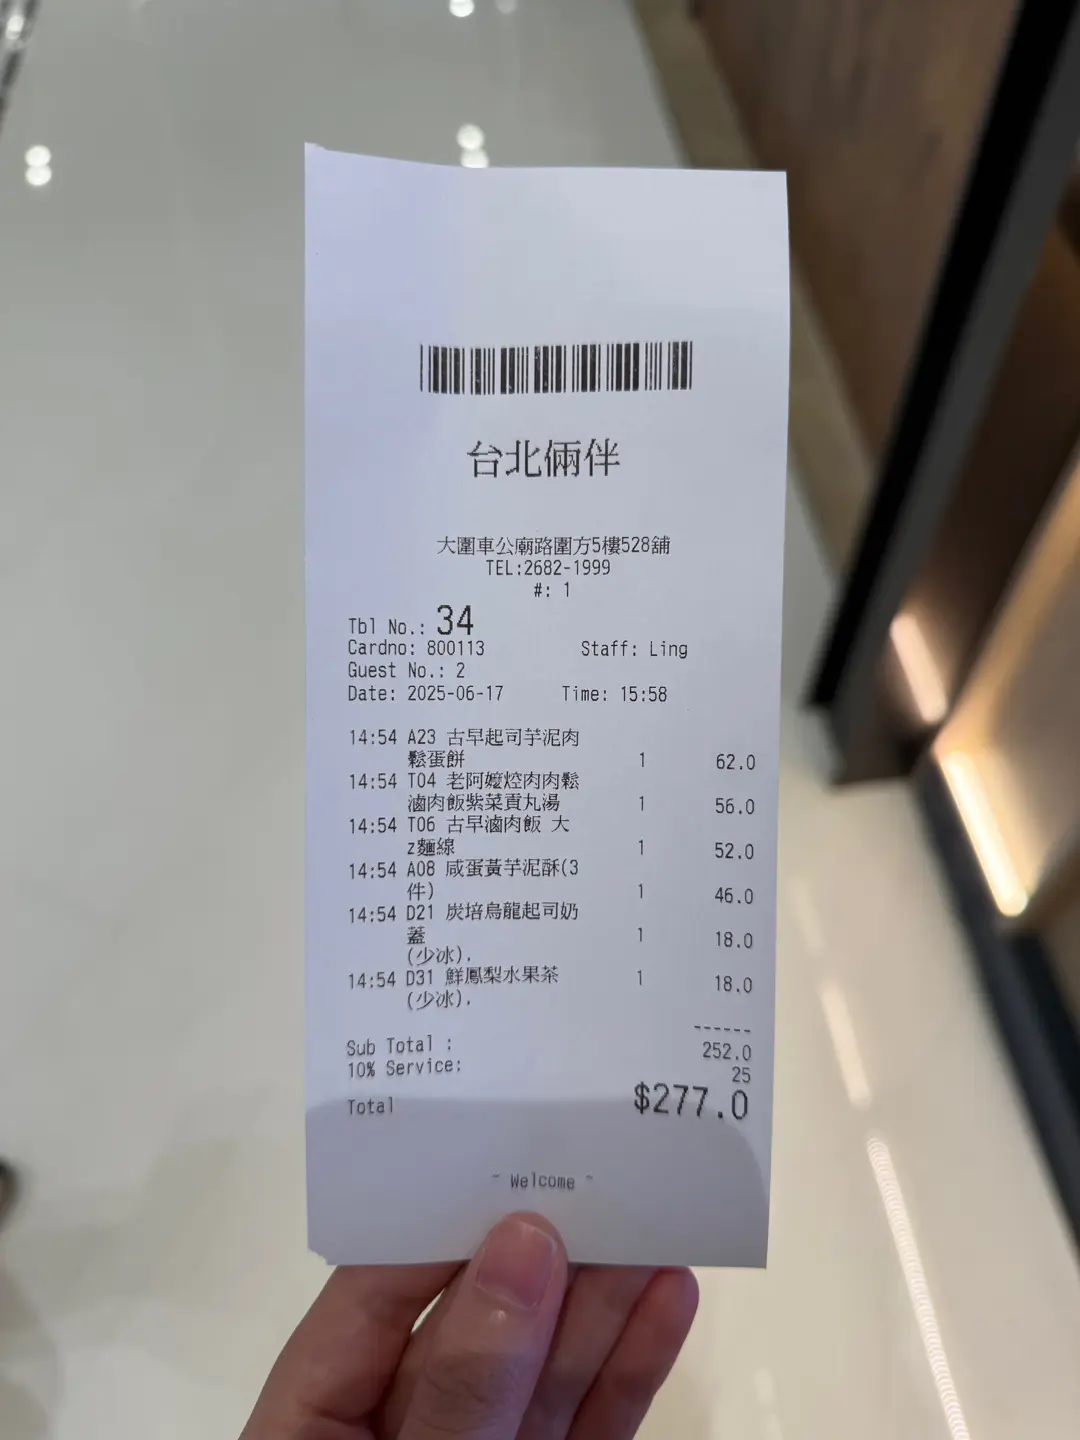 台北倆伴
大圍車公廟路圍方5樓528舖
TEL:2682-1999
#: 1
Tbl No.: 34
Cardno: 800113 Staff: Ling
Guest No.: 2
Date: 2025-06-17 Time: 15:58
14:54 A23 古早起司芋泥肉
鬆蛋餅 1 62.0
14:54 T04 老阿嬤焢肉肉鬆
滷肉飯紫菜貢丸湯 1 56.0
14:54 T06 古早滷肉飯 大
z麵線 1 52.0
14:54 A08 咸蛋黃芋泥酥(3
件) 1 46.0
14:54 D21 炭培烏龍起司奶
蓋 1 18.0
(少冰).
14:54 D31 鮮鳳梨水果茶 1 18.0
(少冰).
------
Sub Total : 252.0
10% Service: 25
Total $277.0
~ Welcome ~